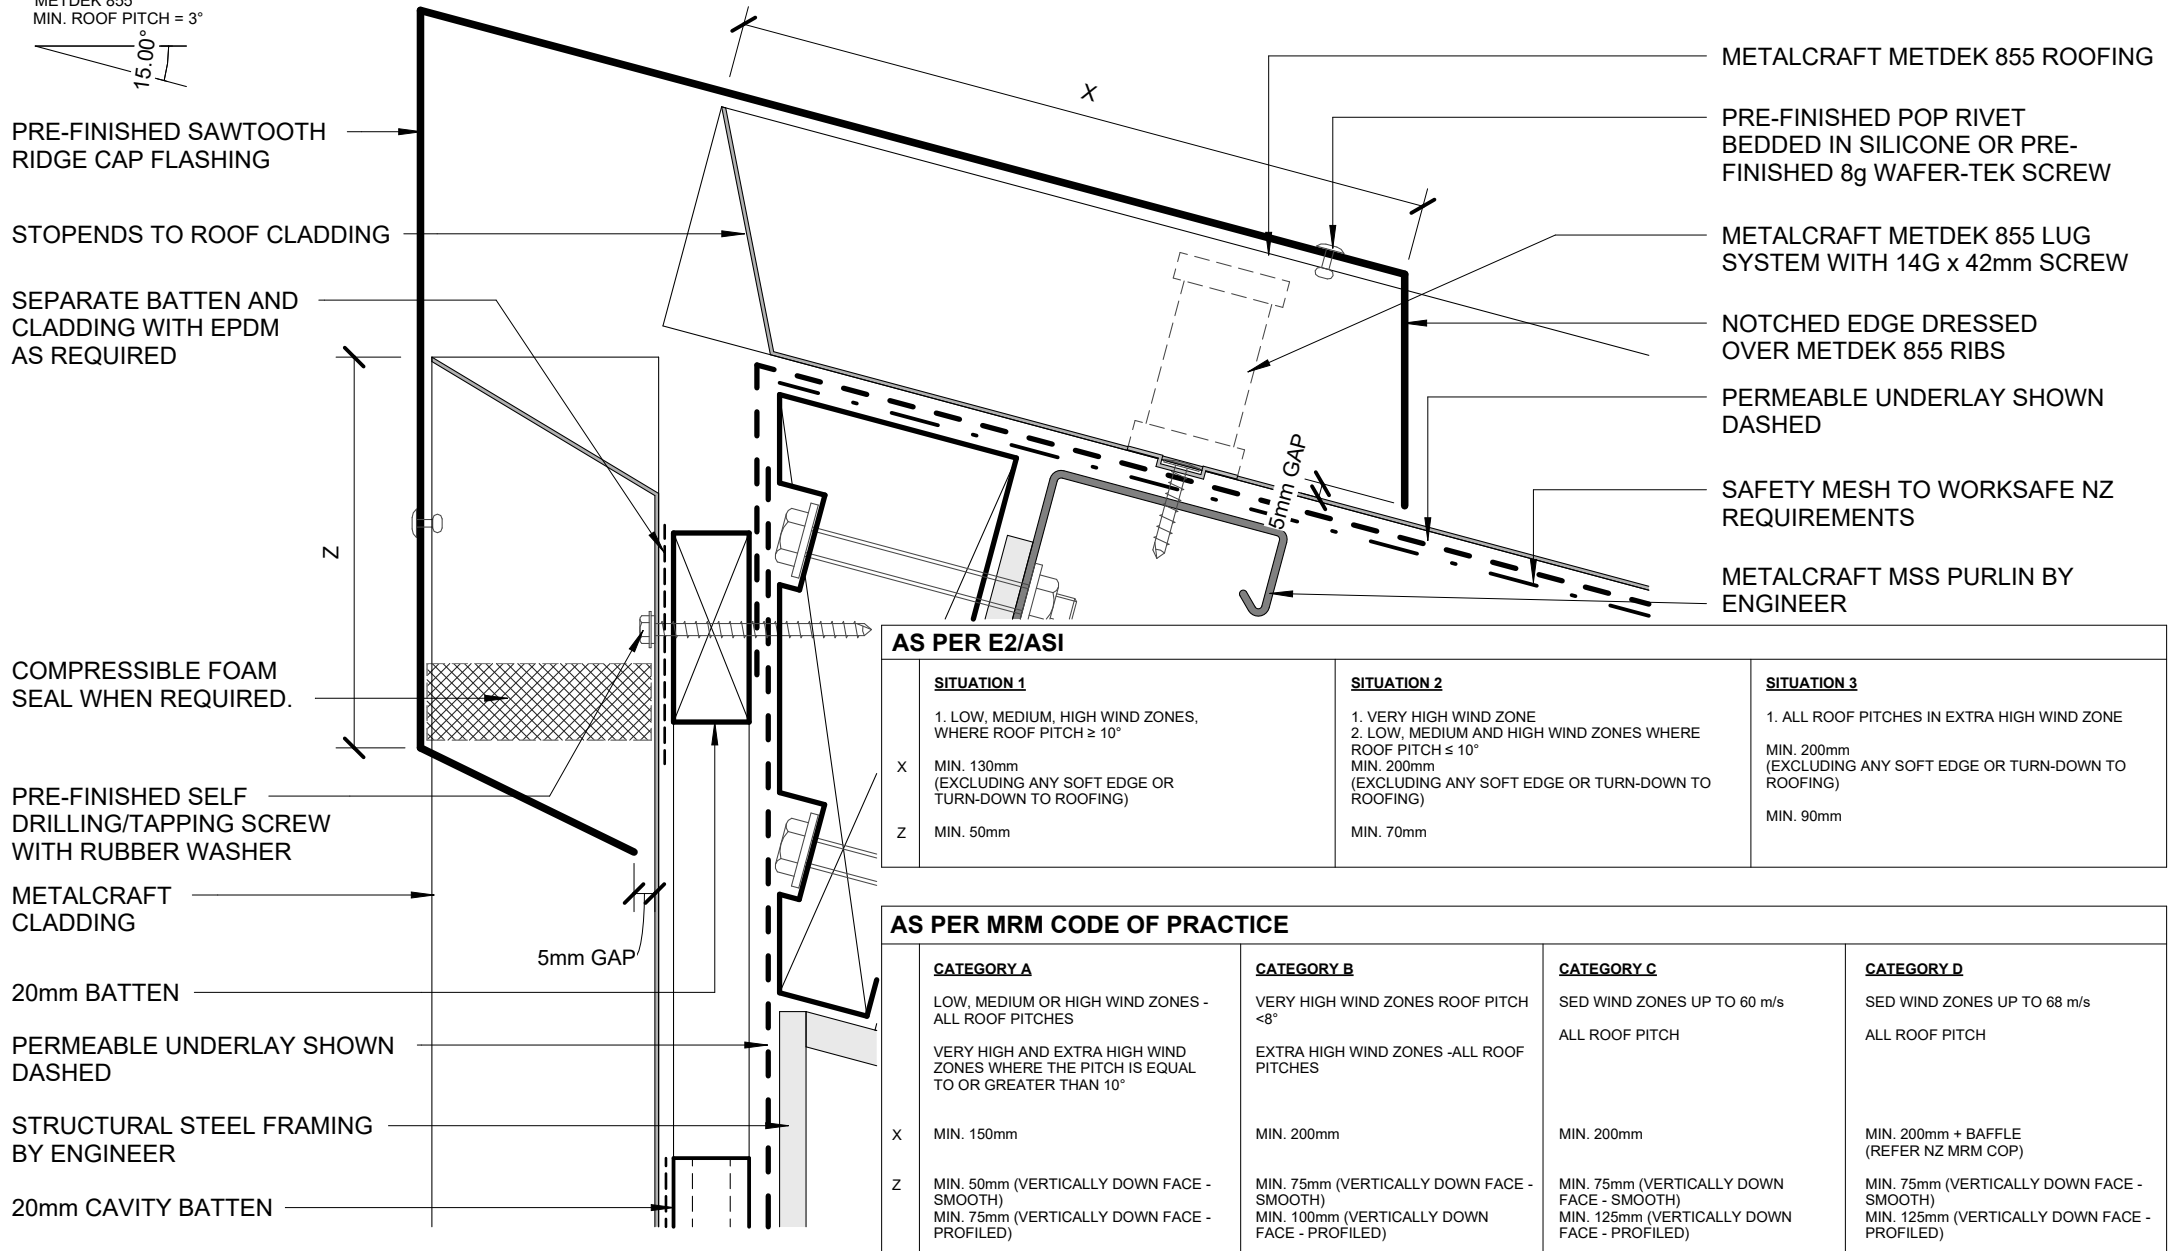 METDEK 855
MIN. ROOF PITCH = 3°
15.00°
PRE-FINISHED SAWTOOTH
RIDGE CAP FLASHING
STOPENDS TO ROOF CLADDING
SEPARATE BATTEN AND
CLADDING WITH EPDM
AS REQUIRED
Z
COMPRESSIBLE FOAM
SEAL WHEN REQUIRED.
PRE-FINISHED SELF
DRILLING/TAPPING SCREW
WITH RUBBER WASHER
METALCRAFT
CLADDING
5mm GAP
20mm BATTEN
PERMEABLE UNDERLAY SHOWN
DASHED
STRUCTURAL STEEL FRAMING
BY ENGINEER
20mm CAVITY BATTEN
X
5mm GAP
METALCRAFT METDEK 855 ROOFING
PRE-FINISHED POP RIVET
BEDDED IN SILICONE OR PRE-
FINISHED 8g WAFER-TEK SCREW
METALCRAFT METDEK 855 LUG
SYSTEM WITH 14G x 42mm SCREW
NOTCHED EDGE DRESSED
OVER METDEK 855 RIBS
PERMEABLE UNDERLAY SHOWN
DASHED
SAFETY MESH TO WORKSAFE NZ
REQUIREMENTS
METALCRAFT MSS PURLIN BY
ENGINEER
AS PER E2/ASI
SITUATION 1
1. LOW, MEDIUM, HIGH WIND ZONES,
WHERE ROOF PITCH ≥ 10°
X
MIN. 130mm
(EXCLUDING ANY SOFT EDGE OR
TURN-DOWN TO ROOFING)
Z
MIN. 50mm
SITUATION 2
1. VERY HIGH WIND ZONE
2. LOW, MEDIUM AND HIGH WIND ZONES WHERE
ROOF PITCH ≤ 10°
MIN. 200mm
(EXCLUDING ANY SOFT EDGE OR TURN-DOWN TO
ROOFING)
MIN. 70mm
SITUATION 3
1. ALL ROOF PITCHES IN EXTRA HIGH WIND ZONE
MIN. 200mm
(EXCLUDING ANY SOFT EDGE OR TURN-DOWN TO
ROOFING)
MIN. 90mm
AS PER MRM CODE OF PRACTICE
CATEGORY A
LOW, MEDIUM OR HIGH WIND ZONES -
ALL ROOF PITCHES
VERY HIGH AND EXTRA HIGH WIND
ZONES WHERE THE PITCH IS EQUAL
TO OR GREATER THAN 10°
X
MIN. 150mm
Z
MIN. 50mm (VERTICALLY DOWN FACE -
SMOOTH)
MIN. 75mm (VERTICALLY DOWN FACE -
PROFILED)
CATEGORY B
VERY HIGH WIND ZONES ROOF PITCH
<8°
EXTRA HIGH WIND ZONES -ALL ROOF
PITCHES
MIN. 200mm
MIN. 75mm (VERTICALLY DOWN FACE -
SMOOTH)
MIN. 100mm (VERTICALLY DOWN
FACE - PROFILED)
CATEGORY C
SED WIND ZONES UP TO 60 m/s
ALL ROOF PITCH
MIN. 200mm
MIN. 75mm (VERTICALLY DOWN
FACE - SMOOTH)
MIN. 125mm (VERTICALLY DOWN
FACE - PROFILED)
CATEGORY D
SED WIND ZONES UP TO 68 m/s
ALL ROOF PITCH
MIN. 200mm + BAFFLE
(REFER NZ MRM COP)
MIN. 75mm (VERTICALLY DOWN FACE -
SMOOTH)
MIN. 125mm (VERTICALLY DOWN FACE -
PROFILED)